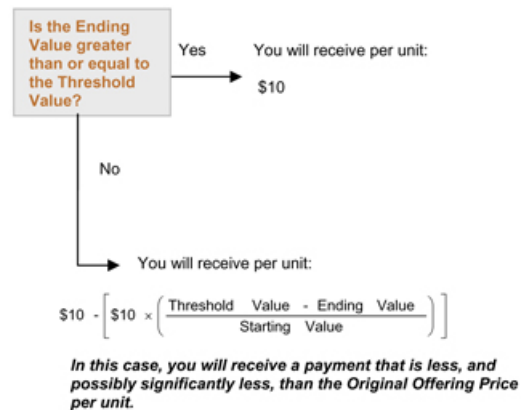 Is the Ending
Value greater
than or equal to
the Threshold
Value?
Yes
You will receive per unit:
$10
No
You will receive per unit:
$10 - [ $10 × ( Threshold Value - Ending Value / Starting Value ) ]
In this case, you will receive a payment that is less, and
possibly significantly less, than the Original Offering Price
per unit.